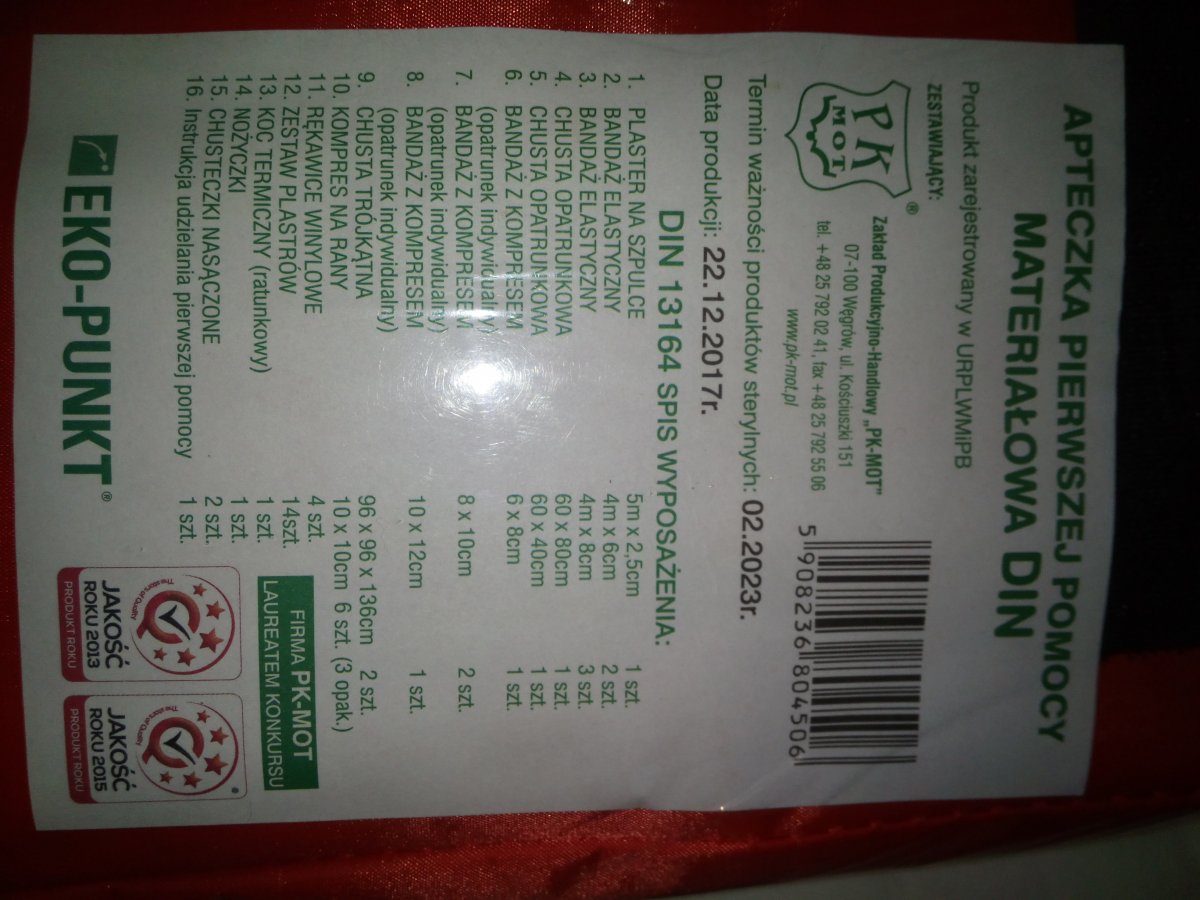 APTECZKA PIERWSZEJ POMOCY
MATERIAŁOWA DIN
Produkt zarejestrowany w URPLWMiPB
ZESTAWIAJĄCY:
PK
MOT
®
Zakład Produkcyjno-Handlowy „PK-MOT"
07-100 Węgrów, ul. Kościuszki 151
tel. +48 25 792 02 41, fax +48 25 792 55 06
www.pk-mot.pl
5 908236 804506
Termin ważności produktów sterylnych: 02.2023r.
Data produkcji: 22.12.2017r.
DIN 13164 SPIS WYPOSAŻENIA:
1. PLASTER NA SZPULCE 5m x 2,5cm 1 szt.
2. BANDAŻ ELASTYCZNY 4m x 6cm 2 szt.
3. BANDAŻ ELASTYCZNY 4m x 8cm 3 szt.
4. CHUSTA OPATRUNKOWA 60 x 80cm 1 szt.
5. CHUSTA OPATRUNKOWA 60 x 40cm 1 szt.
6. BANDAŻ Z KOMPRESEM 6 x 8cm 1 szt.
(opatrunek indywidualny)
7. BANDAŻ Z KOMPRESEM 8 x 10cm 2 szt.
(opatrunek indywidualny)
8. BANDAŻ Z KOMPRESEM 10 x 12cm 1 szt.
(opatrunek indywidualny)
9. CHUSTA TRÓJKĄTNA 96 x 96 x 136cm 2 szt.
10. KOMPRES NA RANY 10 x 10cm 6 szt. (3 opak.)
11. RĘKAWICE WINYLOWE 4 szt.
12. ZESTAW PLASTRÓW 14szt.
13. KOC TERMICZNY (ratunkowy) 1 szt.
14. NOŻYCZKI 1 szt.
15. CHUSTECZKI NASĄCZONE 2 szt.
16. Instrukcja udzielania pierwszej pomocy 1 szt.
FIRMA PK-MOT
LAUREATEM KONKURSU
EKO-PUNKT®
JAKOŚĆ
ROKU 2013
PRODUKT ROKU
JAKOŚĆ
ROKU 2015
PRODUKT ROKU